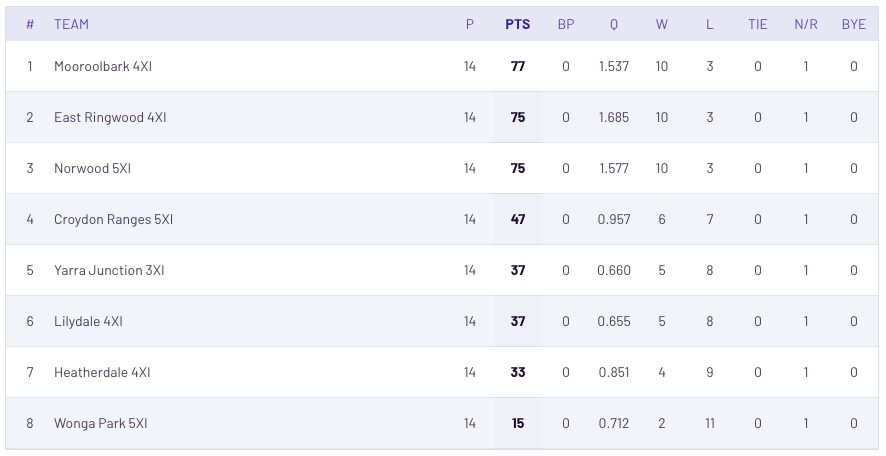 # TEAM P PTS BP Q W L TIE N/R BYE
1 Mooroolbark 4XI 14 77 0 1.537 10 3 0 1 0
2 East Ringwood 4XI 14 75 0 1.685 10 3 0 1 0
3 Norwood 5XI 14 75 0 1.577 10 3 0 1 0
4 Croydon Ranges 5XI 14 47 0 0.957 6 7 0 1 0
5 Yarra Junction 3XI 14 37 0 0.660 5 8 0 1 0
6 Lilydale 4XI 14 37 0 0.655 5 8 0 1 0
7 Heatherdale 4XI 14 33 0 0.851 4 9 0 1 0
8 Wonga Park 5XI 14 15 0 0.712 2 11 0 1 0